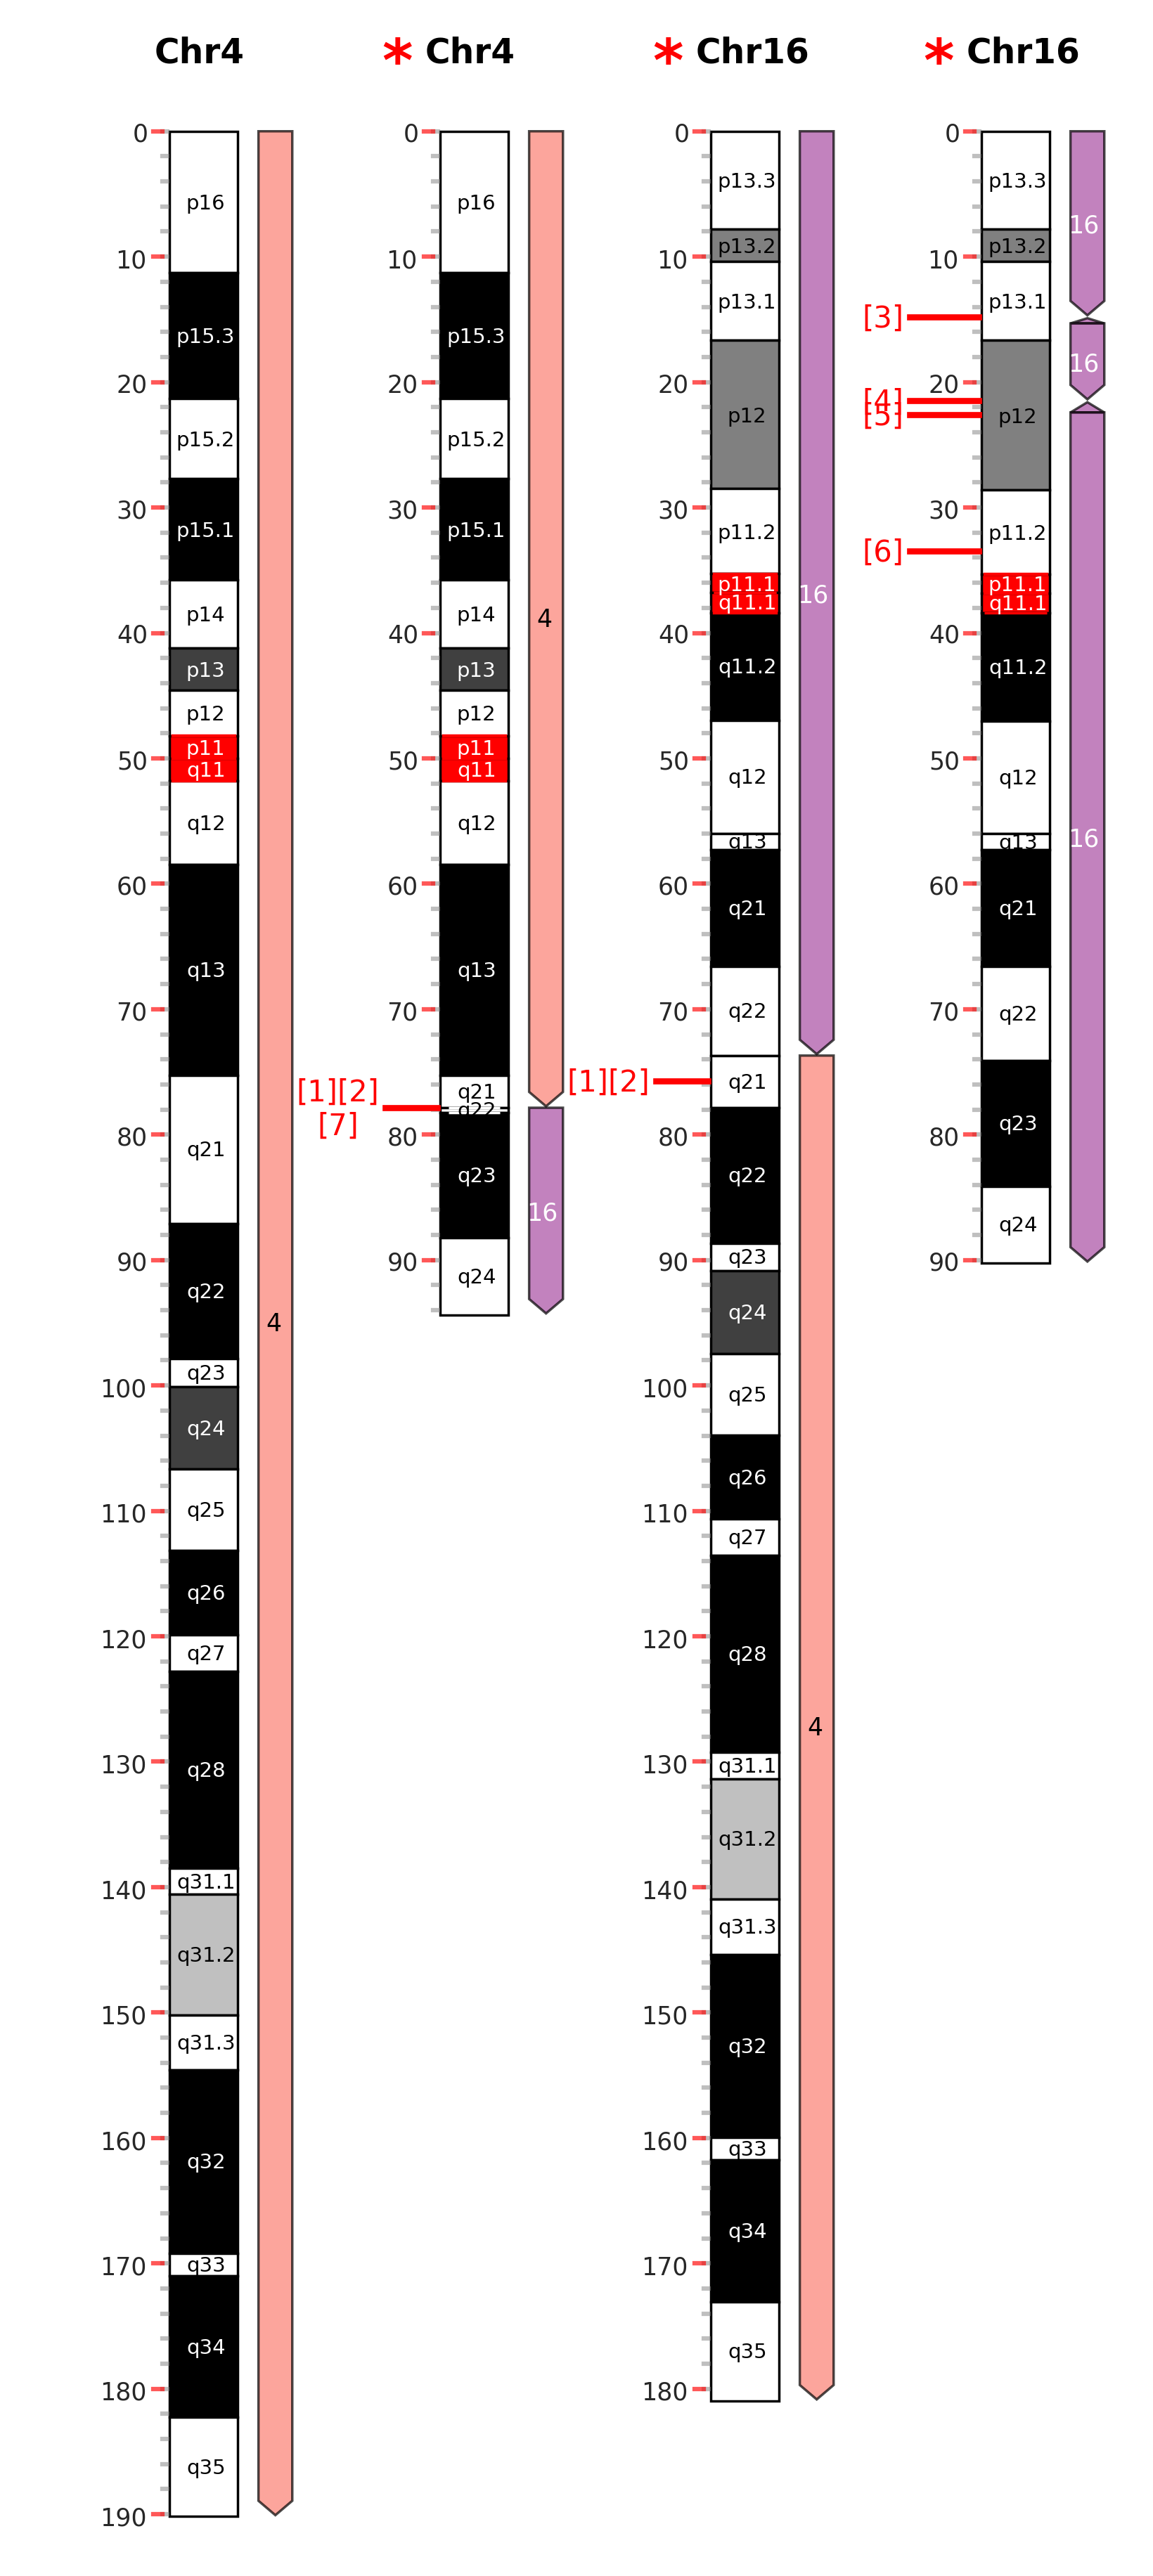 Chr4
* Chr4
* Chr16
* Chr16
0
10
20
30
40
50
60
70
80
90
100
110
120
130
140
150
160
170
180
190
p16
p15.3
p15.2
p15.1
p14
p13
p12
p11
q11
q12
q13
q21
q22
q23
q24
q25
q26
q27
q28
q31.1
q31.2
q31.3
q32
q33
q34
q35
4
0
10
20
30
40
50
60
70
80
90
[1][2]
[7]
p16
p15.3
p15.2
p15.1
p14
p13
p12
p11
q11
q12
q13
q21
q22
q23
q24
4
16
0
10
20
30
40
50
60
70
80
90
100
110
120
130
140
150
160
170
180
[1][2]
p13.3
p13.2
p13.1
p12
p11.2
p11.1
q11.1
q11.2
q12
q13
q21
q22
q21
q22
q23
q24
q25
q26
q27
q28
q31.1
q31.2
q31.3
q32
q33
q34
q35
16
4
0
10
20
30
40
50
60
70
80
90
[3]
[4]
[5]
[6]
p13.3
p13.2
p13.1
p12
p11.2
p11.1
q11.1
q11.2
q12
q13
q21
q22
q23
q24
16
16
16